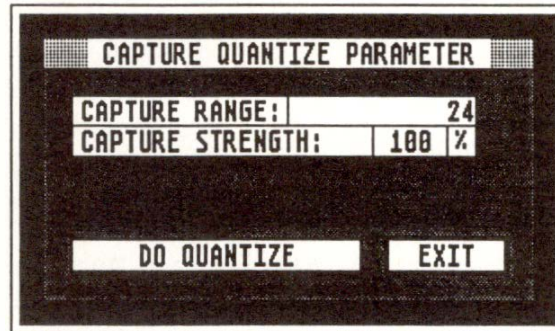 CAPTURE QUANTIZE PARAMETER
CAPTURE RANGE: 24
CAPTURE STRENGTH: 100 %
DO QUANTIZE EXIT